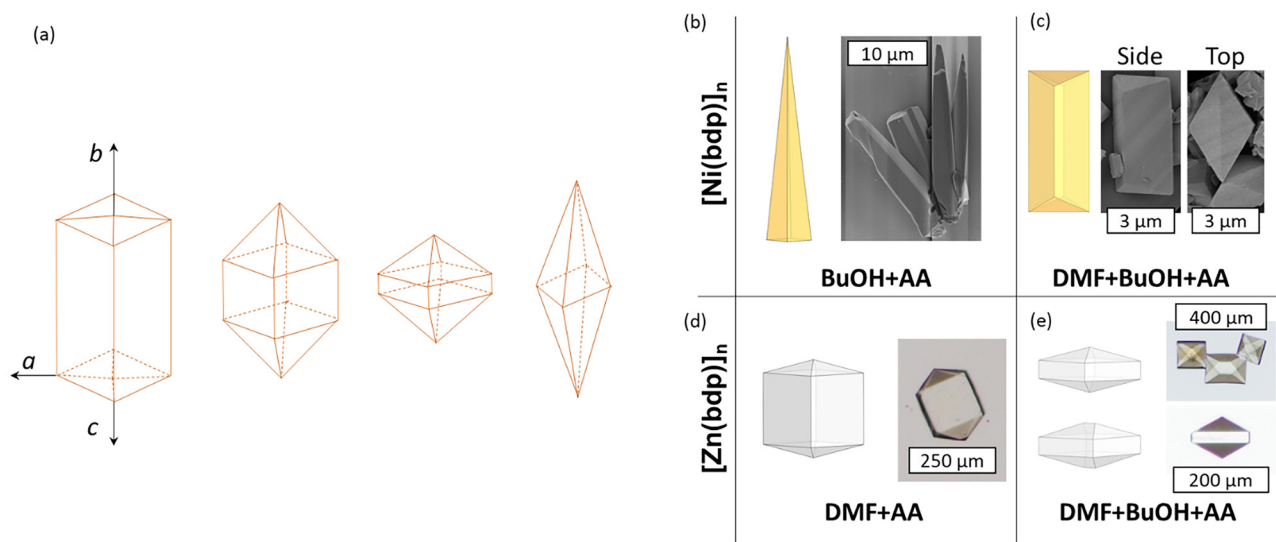 (a)
b
a
c
(b)
[Ni(bdp)]n
10 µm
BuOH+AA
(c)
Side
Top
3 µm
3 µm
DMF+BuOH+AA
(d)
[Zn(bdp)]n
250 µm
DMF+AA
(e)
400 µm
200 µm
DMF+BuOH+AA